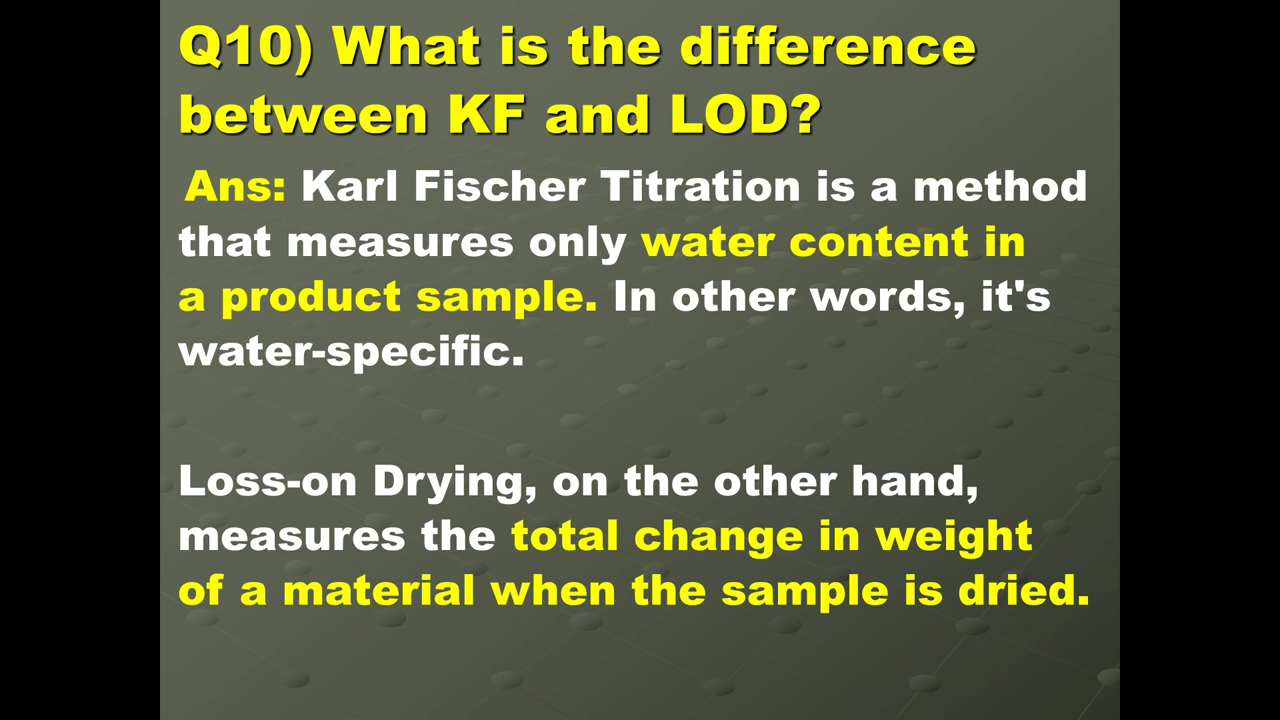 Q10) What is the difference
between KF and LOD?
Ans: Karl Fischer Titration is a method
that measures only water content in
a product sample. In other words, it's
water-specific.
Loss-on Drying, on the other hand,
measures the total change in weight
of a material when the sample is dried.